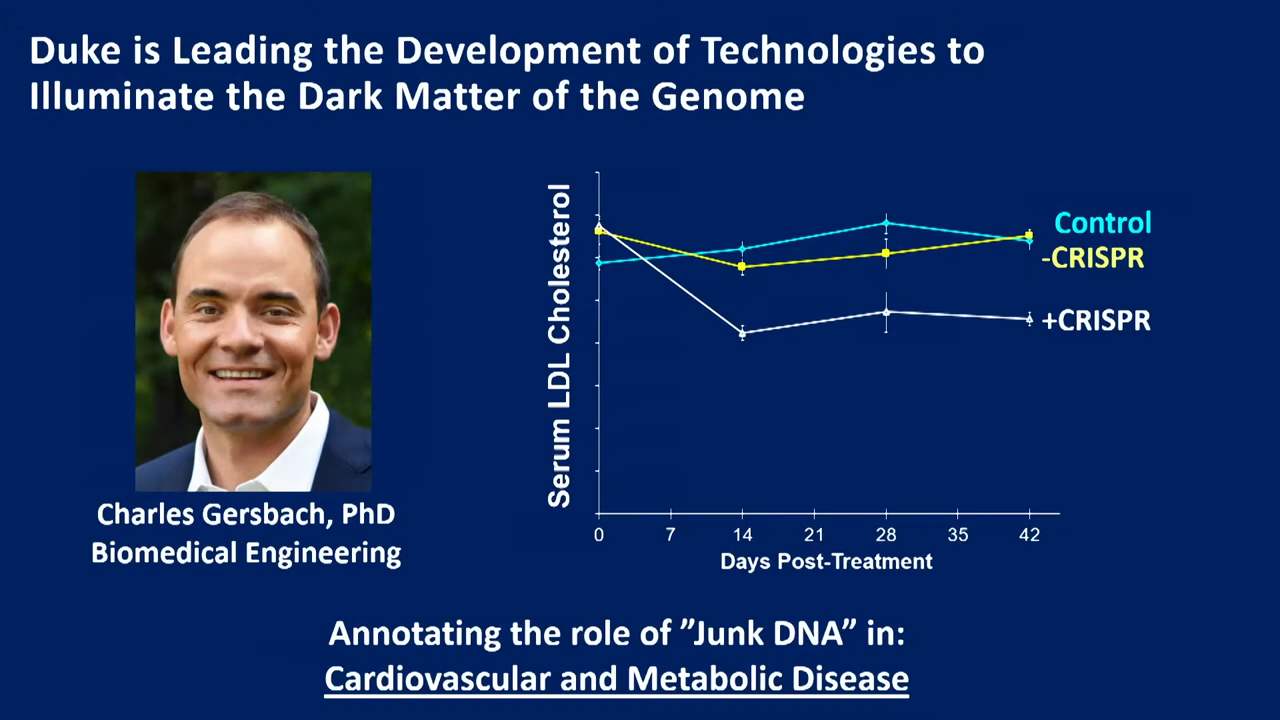 Duke is Leading the Development of Technologies to
Illuminate the Dark Matter of the Genome
Charles Gersbach, PhD
Biomedical Engineering
Serum LDL Cholesterol
Control
-CRISPR
+CRISPR
0 7 14 21 28 35 42
Days Post-Treatment
Annotating the role of ”Junk DNA” in:
Cardiovascular and Metabolic Disease